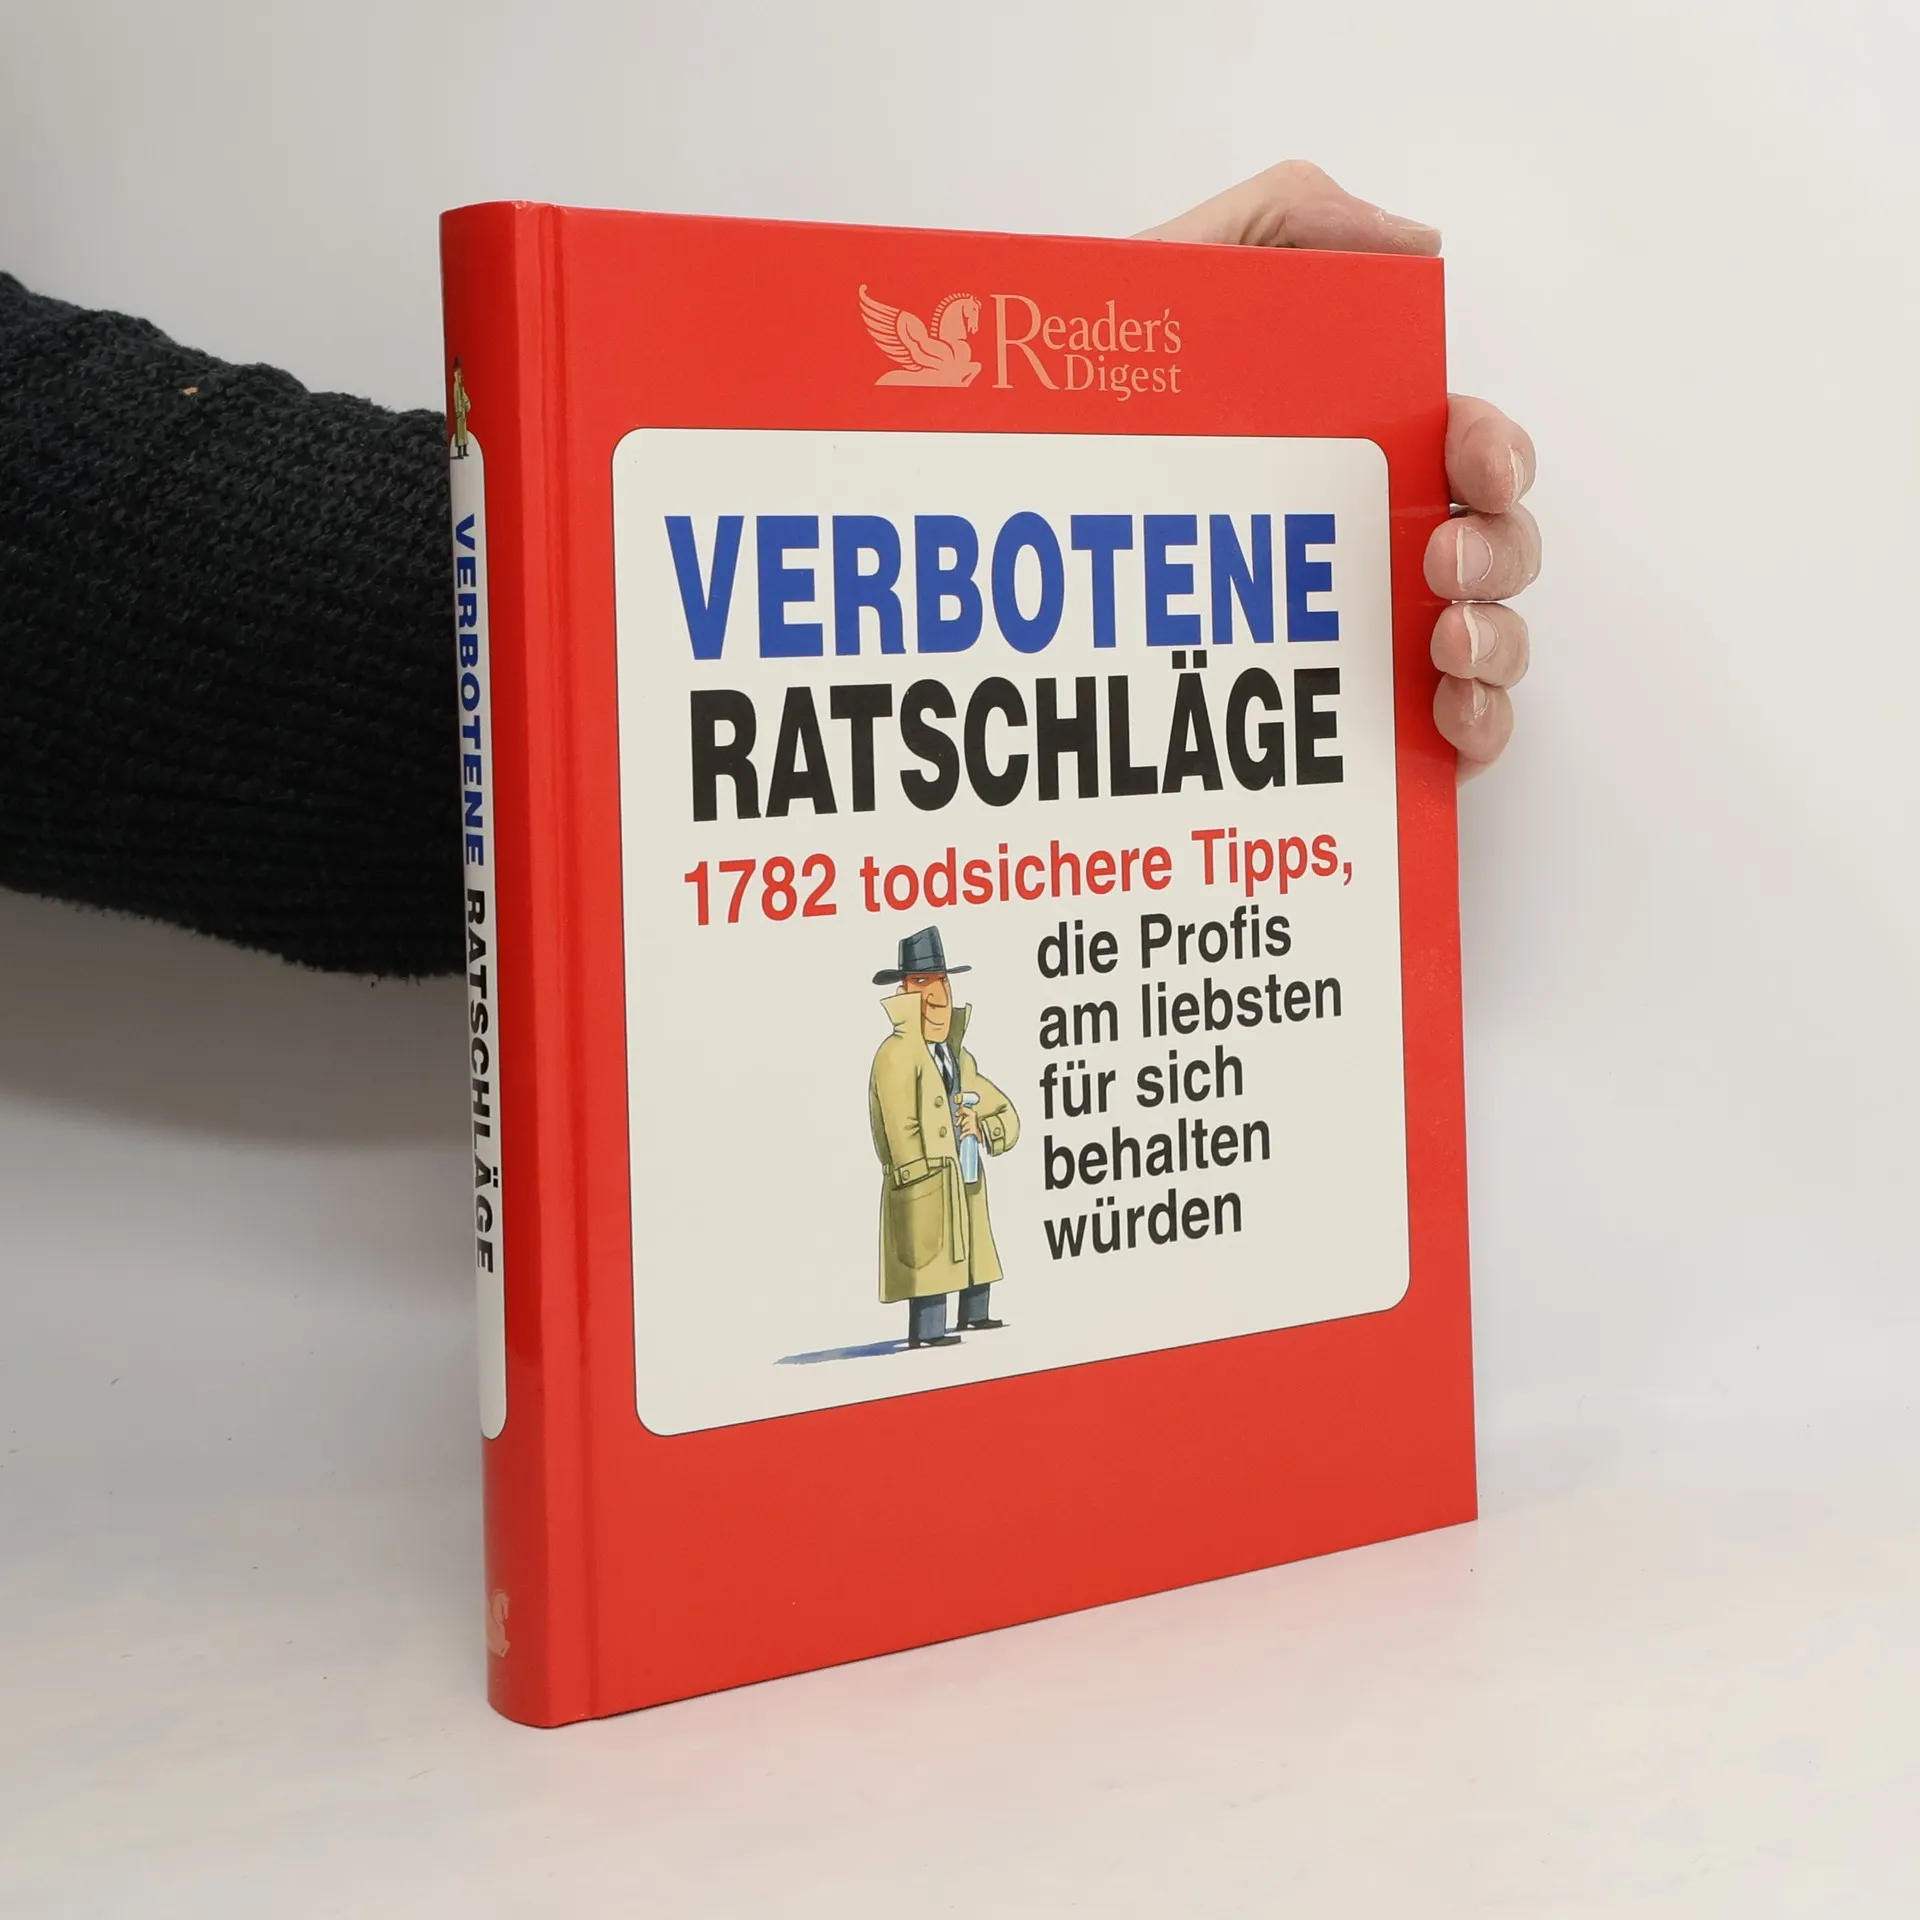 Reader's
Digest
VERBOTENE
RATSCHLÄGE
1782 todsichere Tipps,
die Profis
am liebsten
für sich
behalten
würden
VERBOTENE RATSCHLÄGE